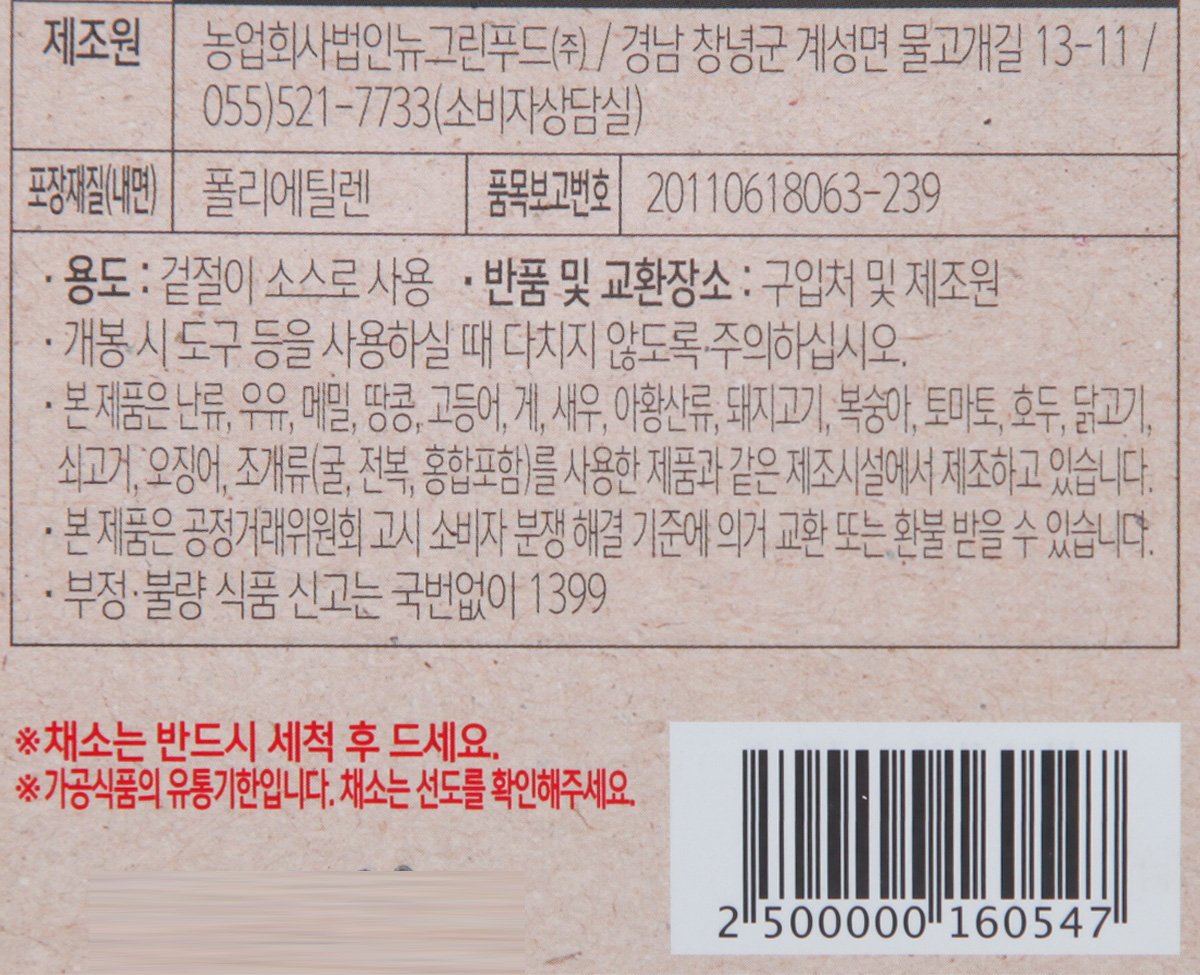 제조원
농업회사법인뉴그린푸드(주) / 경남 창녕군 계성면 물고개길 13-11 /
055)521-7733(소비자상담실)
포장재질(내면) 폴리에틸렌 품목보고번호 20110618063-239
· 용도 : 겉절이 소스로 사용 · 반품 및 교환장소 : 구입처 및 제조원
· 개봉 시 도구 등을 사용하실 때 다치지 않도록 주의하십시오.
· 본 제품은 난류, 우유, 메밀, 땅콩, 고등어, 게, 새우, 아황산류, 돼지고기, 복숭아, 토마토, 호두, 닭고기,
쇠고거, 오징어, 조개류(굴, 전복, 홍합포함)를 사용한 제품과 같은 제조시설에서 제조하고 있습니다.
· 본 제품은 공정거래위원회 고시 소비자 분쟁 해결 기준에 의거 교환 또는 환불 받을 수 있습니다.
· 부정·불량 식품 신고는 국번없이 1399
※채소는 반드시 세척 후 드세요.
※가공식품의 유통기한입니다. 채소는 선도를 확인해주세요.
2 500000 160547